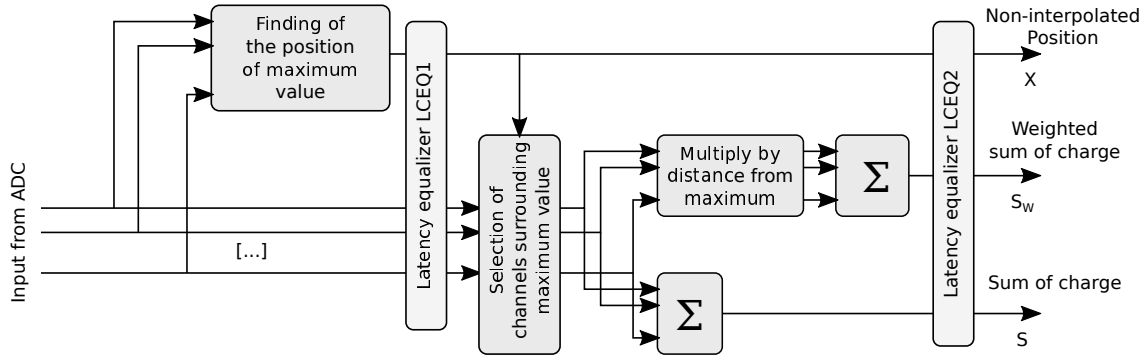 Finding of
the position
of maximum
value
Non-interpolated
Position
X
Latency equalizer LCEQ1
Latency equalizer LCEQ2
Input from ADC
[...]
Selection of
channels surrounding
maximum value
Multiply by
distance from
maximum
Σ
Weighted
sum of charge
S_W
Σ
Sum of charge
S